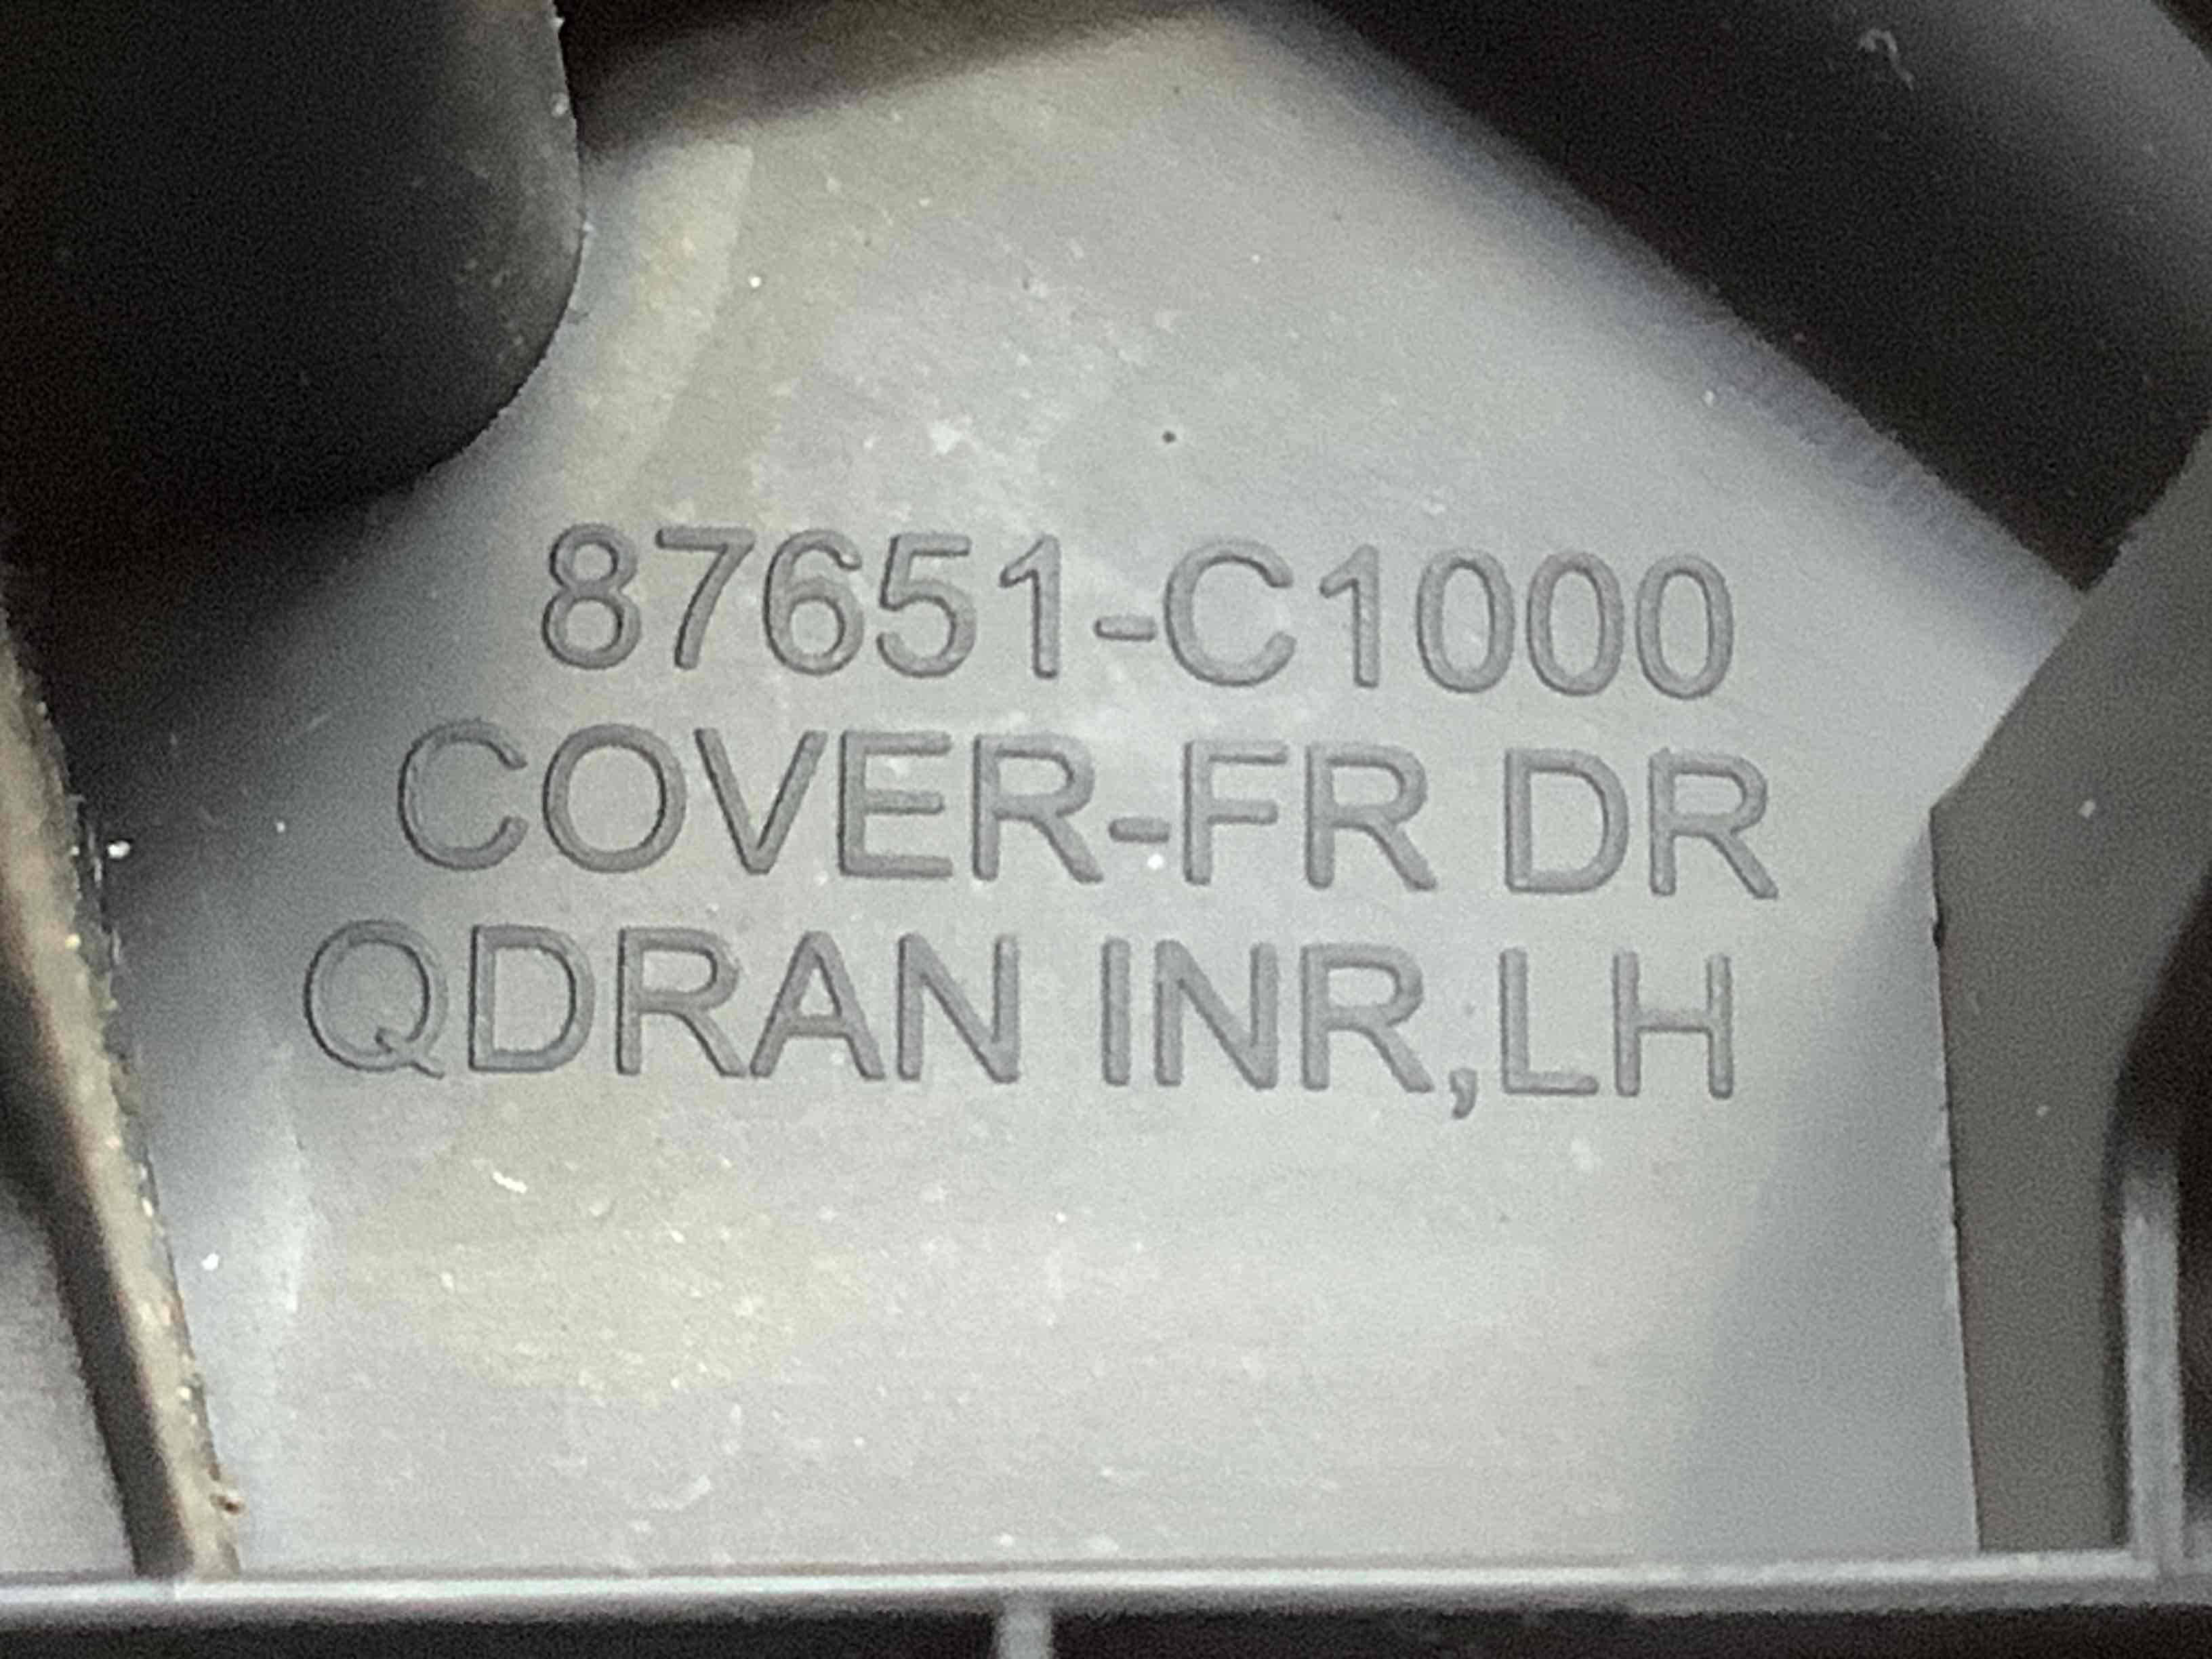 87651-C1000
COVER-FR DR
QDRAN INR,LH